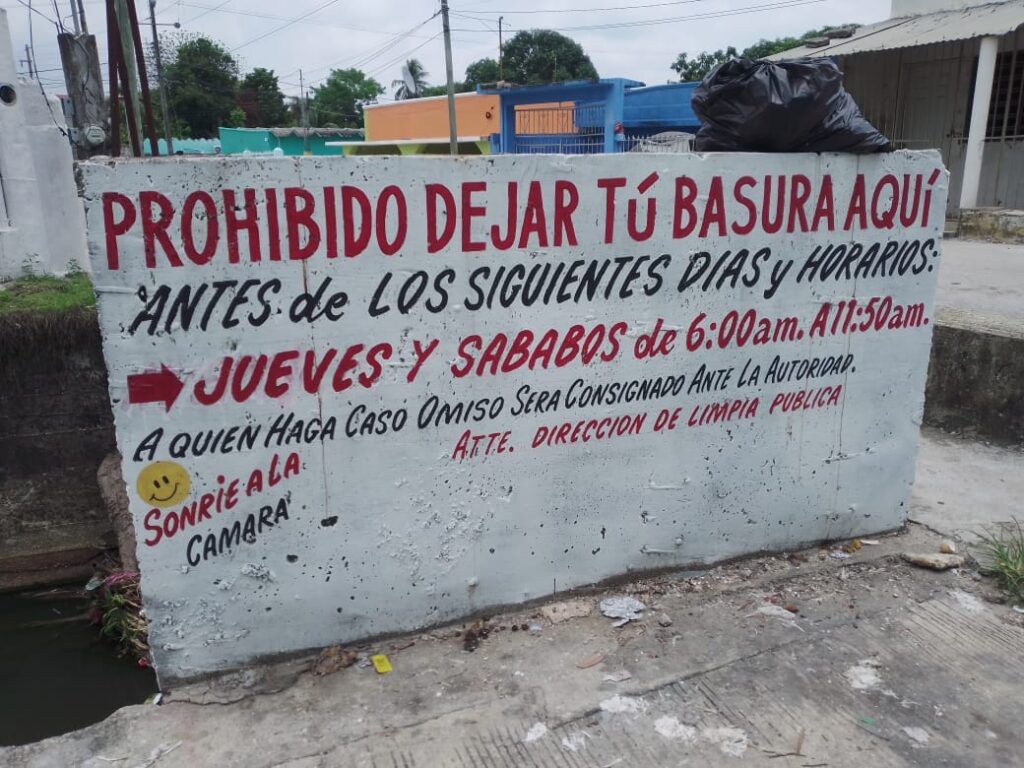 PROHIBIDO DEJAR TÚ BASURA AQUÍ
ANTES de LOS SIGUIENTES DIAS y HORARIOS:
JUEVES Y SABABOS de 6:00am. A 11:50am.
A QUIEN HAGA CASO OMISO SERA CONSIGNADO ANTE LA AUTORIDAD.
ATTE. DIRECCION DE LIMPIA PUBLICA
SONRIE A LA
CAMARA